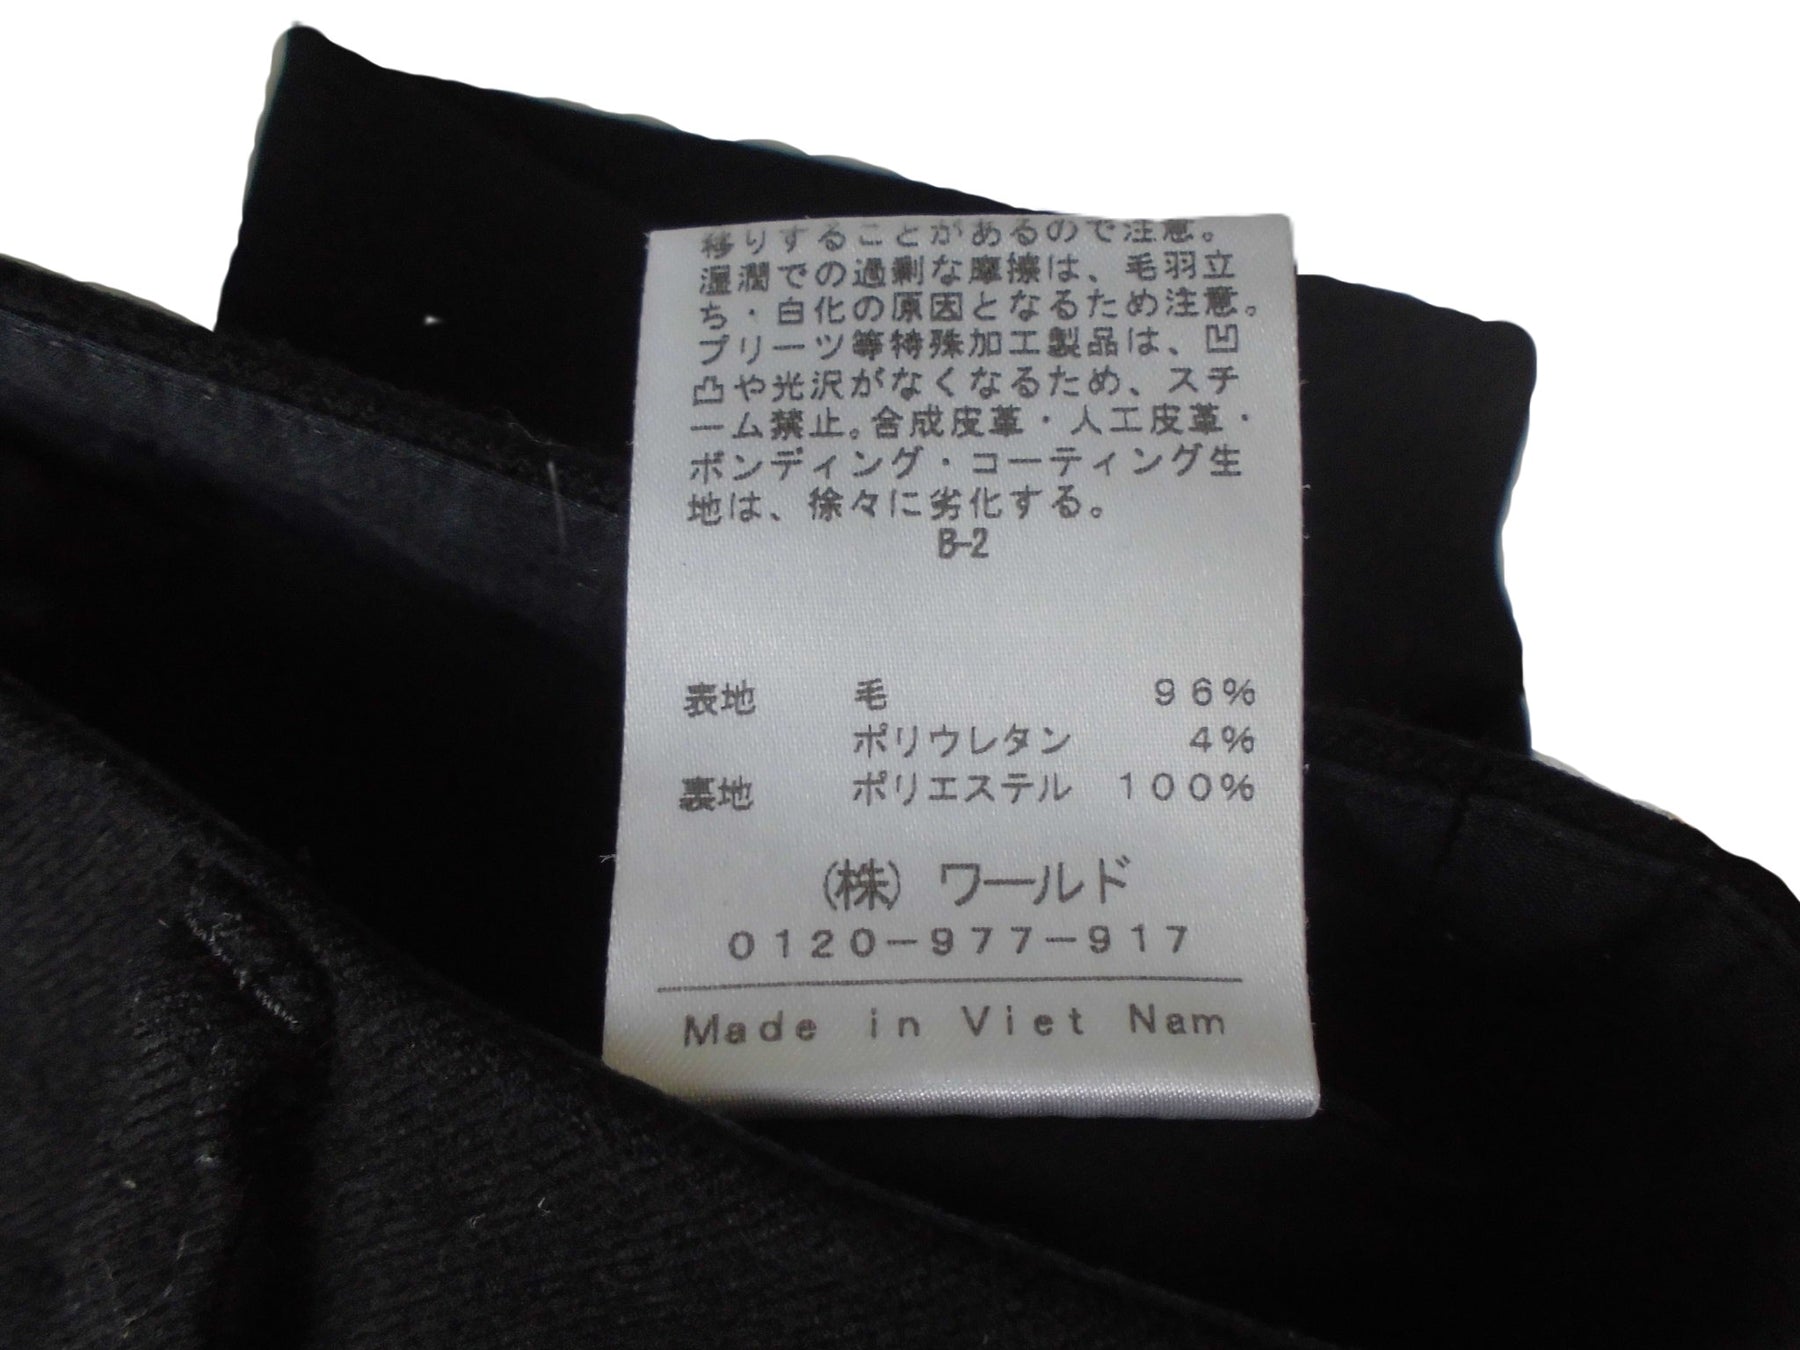 移りすることがあるので注意。
湿潤での過剰な摩擦は、毛羽立
ち・白化の原因となるため注意。
プリーツ等特殊加工製品は、凹
凸や光沢がなくなるため、スチ
ーム禁止。合成皮革・人工皮革・
ボンディング・コーティング生
地は、徐々に劣化する。
B-2
表地 毛 96%
ポリウレタン 4%
裏地 ポリエステル 100%
(株) ワールド
0120-977-917
Made in Viet Nam